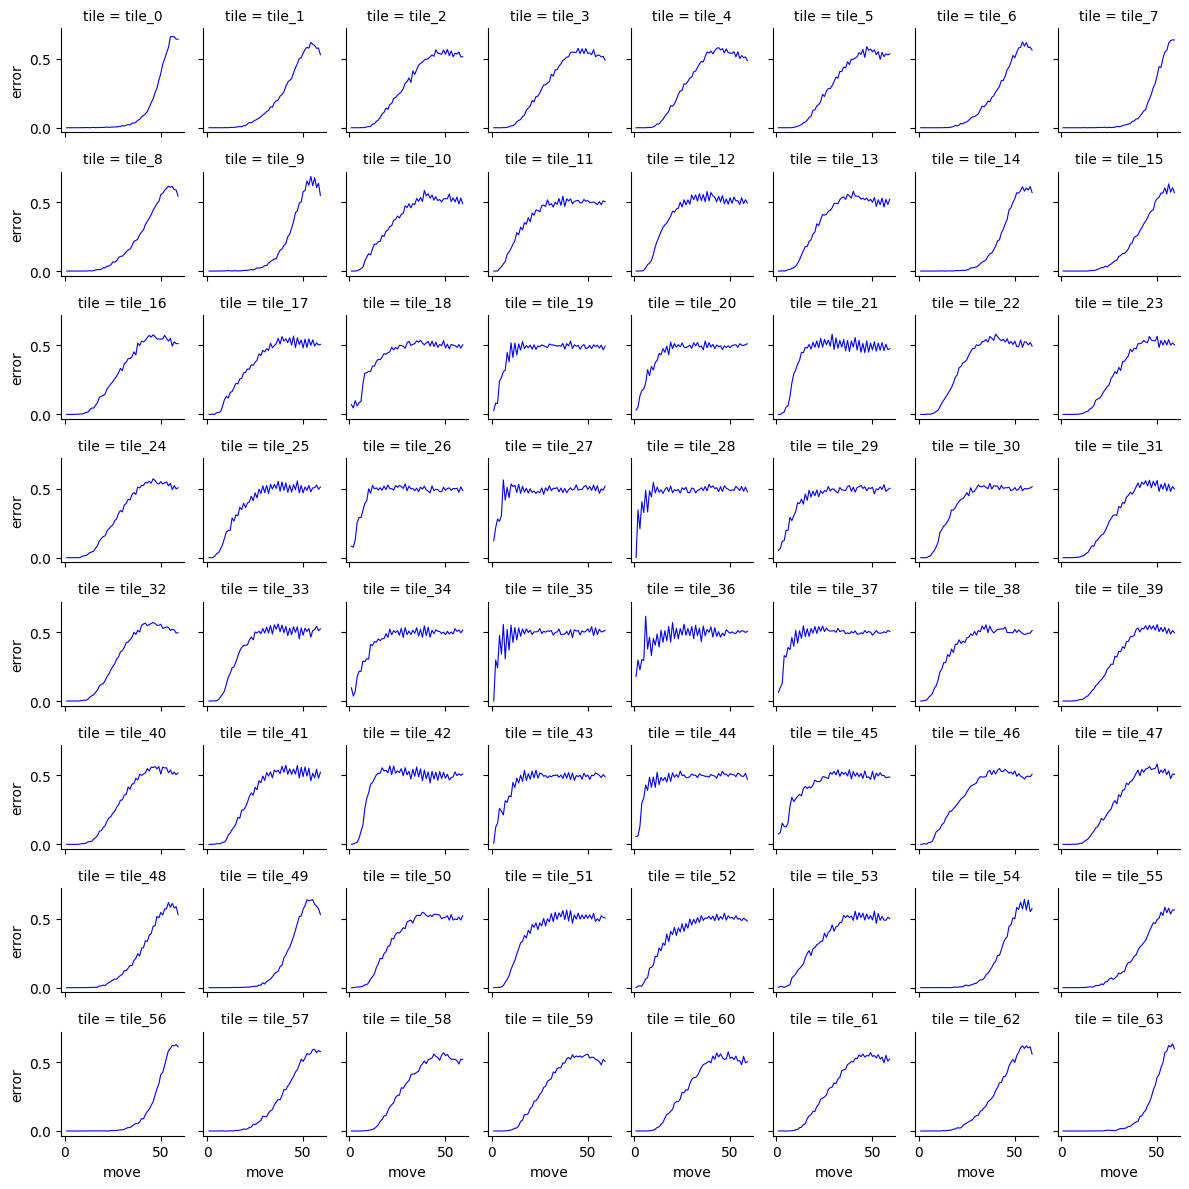 tile = tile_0 tile = tile_1 tile = tile_2 tile = tile_3 tile = tile_4 tile = tile_5 tile = tile_6 tile = tile_7
error
0.5
0.0
tile = tile_8 tile = tile_9 tile = tile_10 tile = tile_11 tile = tile_12 tile = tile_13 tile = tile_14 tile = tile_15
error
0.5
0.0
tile = tile_16 tile = tile_17 tile = tile_18 tile = tile_19 tile = tile_20 tile = tile_21 tile = tile_22 tile = tile_23
error
0.5
0.0
tile = tile_24 tile = tile_25 tile = tile_26 tile = tile_27 tile = tile_28 tile = tile_29 tile = tile_30 tile = tile_31
error
0.5
0.0
tile = tile_32 tile = tile_33 tile = tile_34 tile = tile_35 tile = tile_36 tile = tile_37 tile = tile_38 tile = tile_39
error
0.5
0.0
tile = tile_40 tile = tile_41 tile = tile_42 tile = tile_43 tile = tile_44 tile = tile_45 tile = tile_46 tile = tile_47
error
0.5
0.0
tile = tile_48 tile = tile_49 tile = tile_50 tile = tile_51 tile = tile_52 tile = tile_53 tile = tile_54 tile = tile_55
error
0.5
0.0
tile = tile_56 tile = tile_57 tile = tile_58 tile = tile_59 tile = tile_60 tile = tile_61 tile = tile_62 tile = tile_63
error
0.5
0.0
0 50 0 50 0 50 0 50 0 50 0 50 0 50 0 50
move move move move move move move move